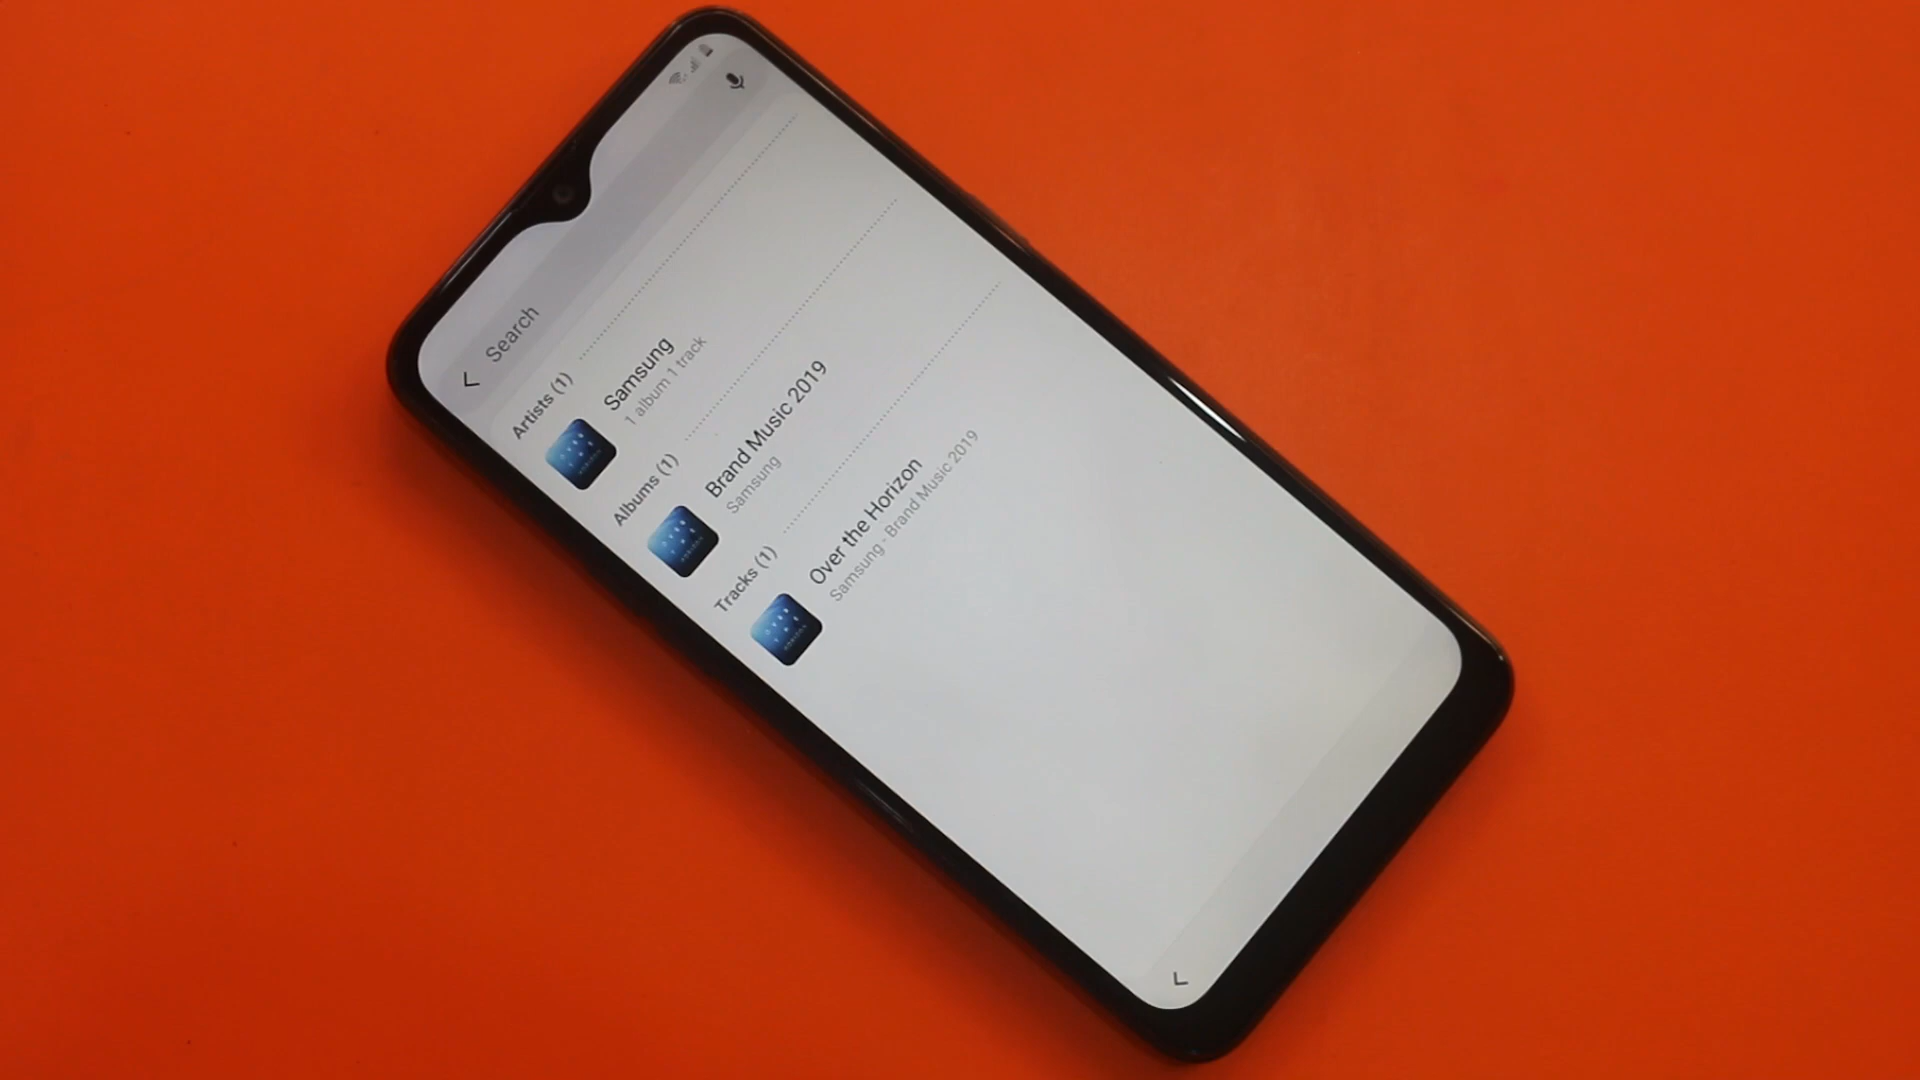 Search
Artists (1)
Samsung
1 album 1 track
Albums (1)
Brand Music 2019
Samsung
Tracks (1)
Over the Horizon
Samsung - Brand Music 2019